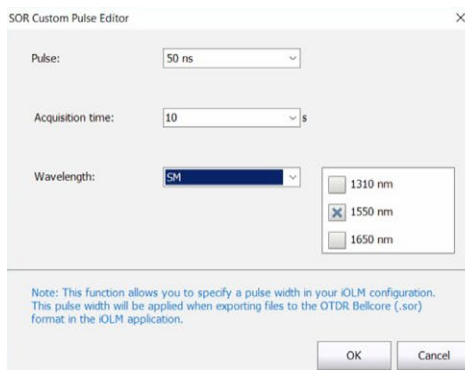 SOR Custom Pulse Editor
Pulse: 50 ns
Acquisition time: 10 s
Wavelength: SM
1310 nm
1550 nm
1650 nm
Note: This function allows you to specify a pulse width in your iOLM configuration.
This pulse width will be applied when exporting files to the OTDR Bellcore (.sor)
format in the iOLM application.
OK Cancel